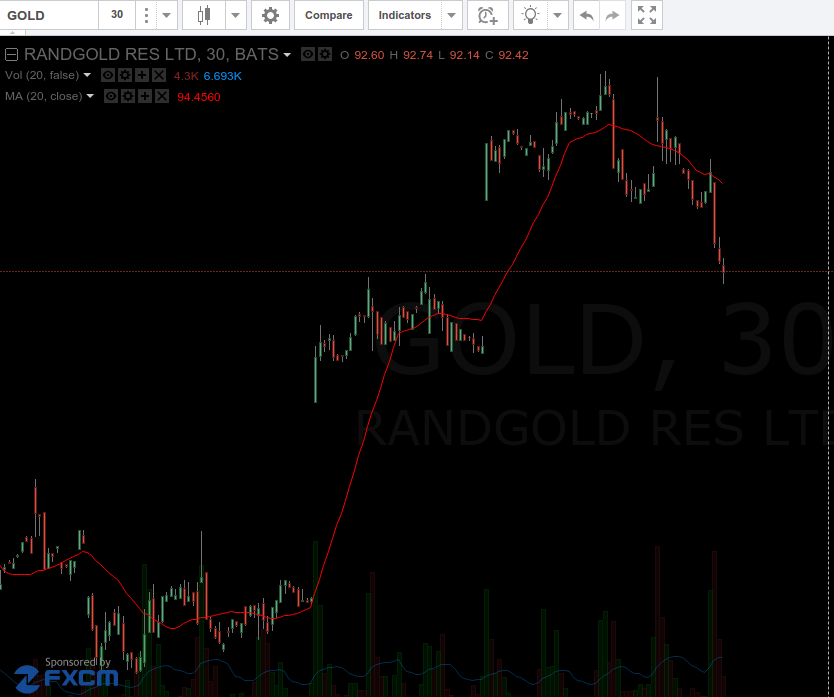 GOLD 30 Compare Indicators
RANDGOLD RES LTD, 30, BATS O 92.60 H 92.74 L 92.14 C 92.42
Vol (20, false) 4.3K 6.693K
MA (20, close) 94.4560
GOLD, 30
RANDGOLD RES LT
Sponsored by
FXCM